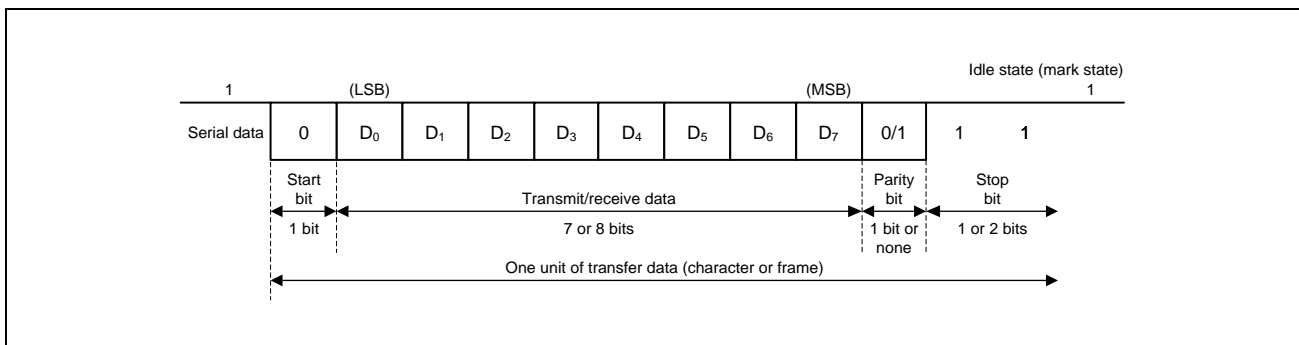 Idle state (mark state)
1 (LSB) (MSB) 1
Serial data 0 D₀ D₁ D₂ D₃ D₄ D₅ D₆ D₇ 0/1 1 1
Start bit
Transmit/receive data
Parity bit
Stop bit
1 bit
7 or 8 bits
1 bit or none
1 or 2 bits
One unit of transfer data (character or frame)